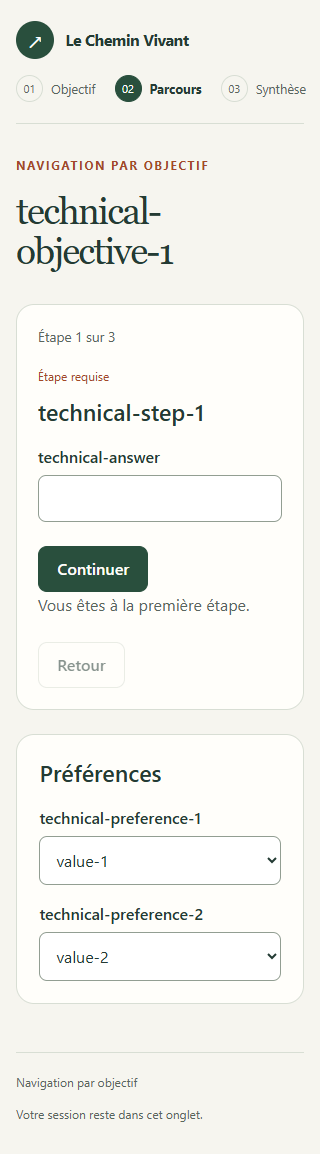 ↗ Le Chemin Vivant
01 Objectif 02 Parcours 03 Synthèse
NAVIGATION PAR OBJECTIF
technical-
objective-1
Étape 1 sur 3
Étape requise
technical-step-1
technical-answer
Continuer
Vous êtes à la première étape.
Retour
Préférences
technical-preference-1
value-1
technical-preference-2
value-2
Navigation par objectif
Votre session reste dans cet onglet.